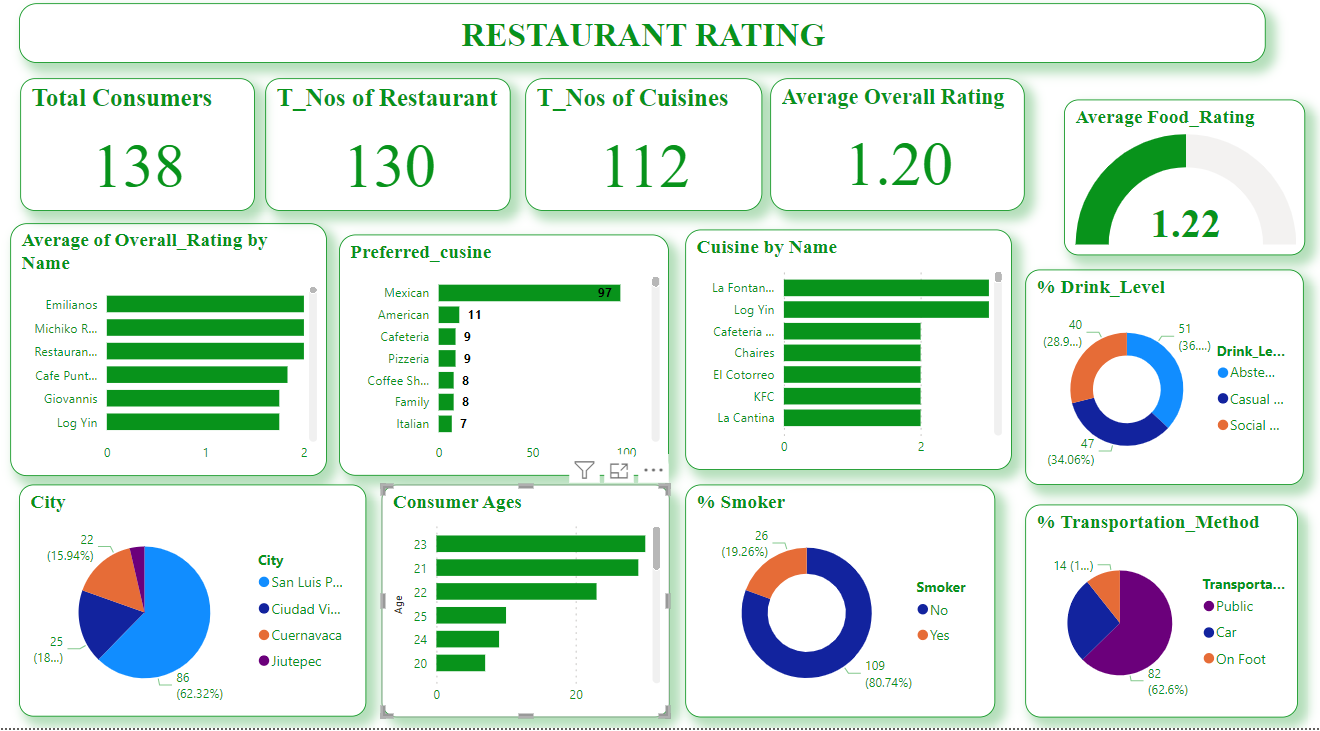 RESTAURANT RATING
Total Consumers
138
T_Nos of Restaurant
130
T_Nos of Cuisines
112
Average Overall Rating
1.20
Average Food_Rating
1.22
Average of Overall_Rating by
Name
Emilianos
Michiko R...
Restauran...
Cafe Punt...
Giovannis
Log Yin
0 1 2
Preferred_cusine
Mexican 97
American 11
Cafeteria 9
Pizzeria 9
Coffee Sh... 8
Family 8
Italian 7
0 50 100
Cuisine by Name
La Fontan...
Log Yin
Cafeteria ...
Chaires
El Cotorreo
KFC
La Cantina
0 2
% Drink_Level
40
(28.9...)
51
(36....)
47
(34.06%)
Drink_Le...
Abste...
Casual ...
Social ...
City
22
(15.94%)
25
(18...)
86
(62.32%)
City
San Luis P...
Ciudad Vi...
Cuernavaca
Jiutepec
Consumer Ages
Age
23
21
22
25
24
20
0 20
% Smoker
26
(19.26%)
109
(80.74%)
Smoker
No
Yes
% Transportation_Method
14 (1...)
82
(62.6%)
Transporta...
Public
Car
On Foot